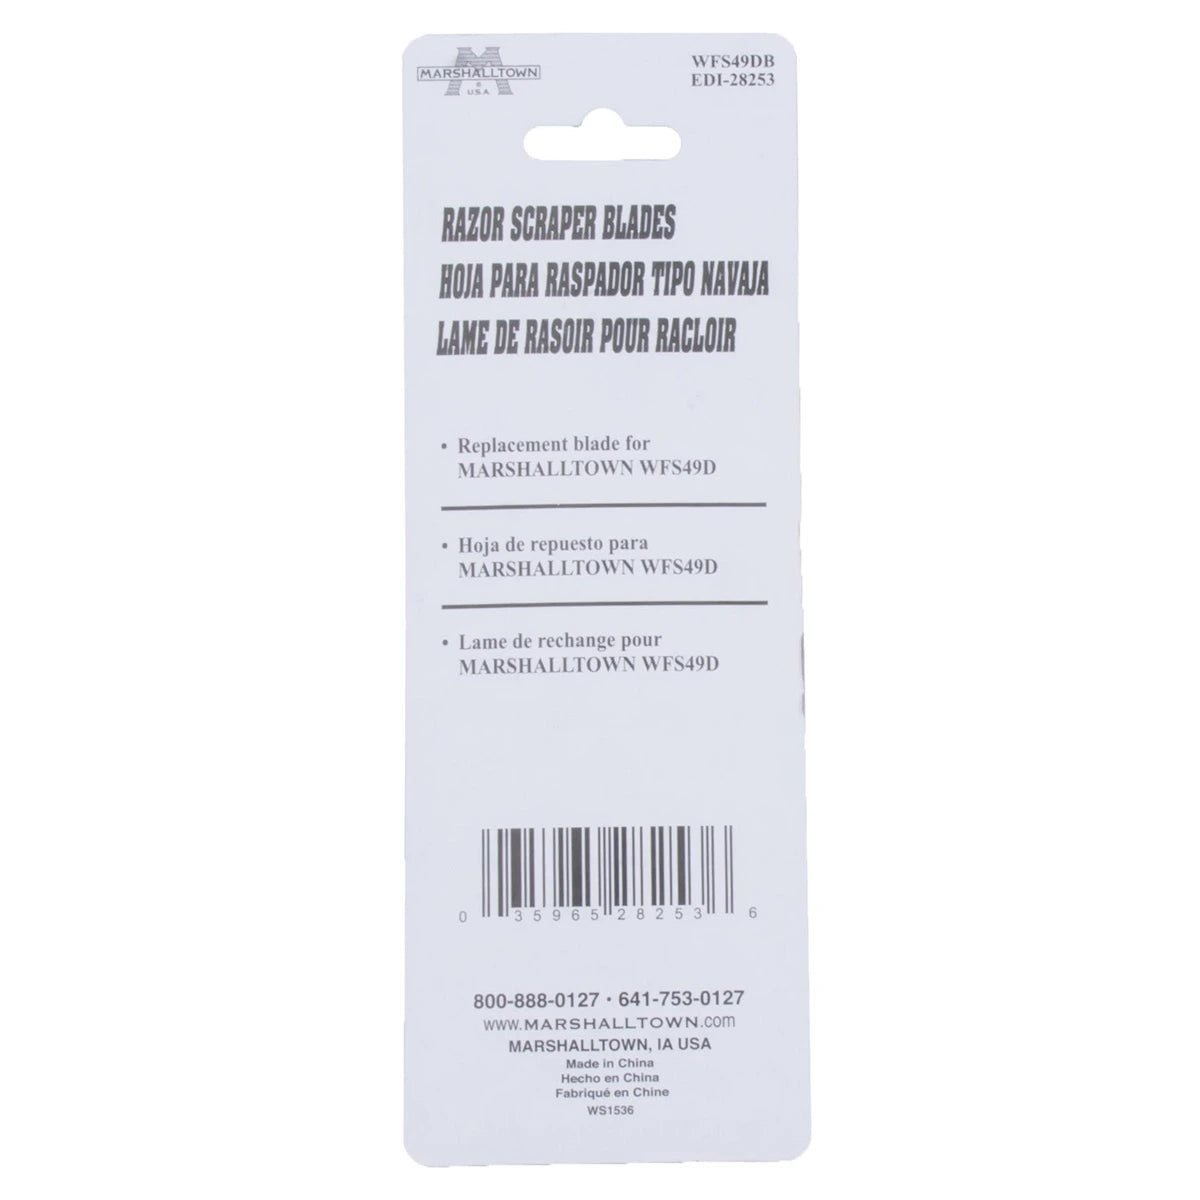 MARSHALLTOWN
U.S.A
WFS49DB
EDI-28253
RAZOR SCRAPER BLADES
HOJA PARA RASPADOR TIPO NAVAJA
LAME DE RASOIR POUR RACLOIR
• Replacement blade for
MARSHALLTOWN WFS49D
• Hoja de repuesto para
MARSHALLTOWN WFS49D
• Lame de rechange pour
MARSHALLTOWN WFS49D
0 35965 28253 6
800-888-0127 • 641-753-0127
www.MARSHALLTOWN.com
MARSHALLTOWN, IA USA
Made in China
Hecho en China
Fabriqué en Chine
WS1536